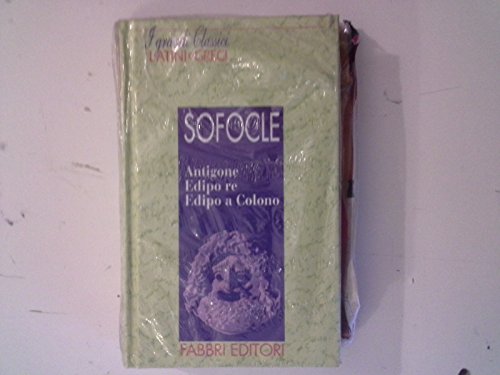 I grandi Classici
LATINI e GRECI
SOFOCLE
Antigone
Edipo re
Edipo a Colono
FABBRI EDITORI